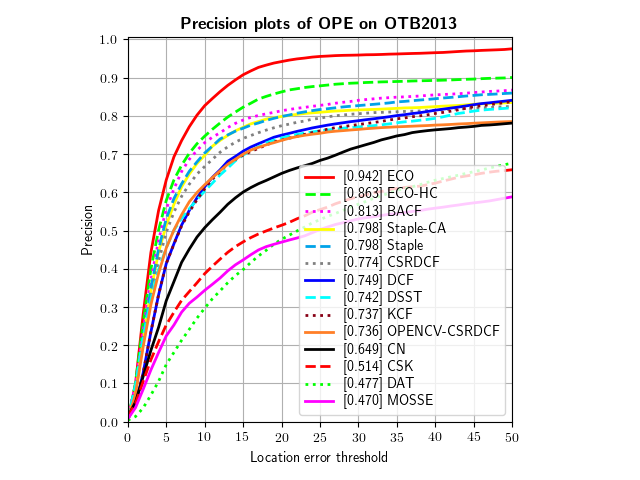 Precision plots of OPE on OTB2013
Precision
1.0
0.9
0.8
0.7
0.6
0.5
0.4
0.3
0.2
0.1
0.0
[0.942] ECO
[0.863] ECO-HC
[0.813] BACF
[0.798] Staple-CA
[0.798] Staple
[0.774] CSRDCF
[0.749] DCF
[0.742] DSST
[0.737] KCF
[0.736] OPENCV-CSRDCF
[0.649] CN
[0.514] CSK
[0.477] DAT
[0.470] MOSSE
0 5 10 15 20 25 30 35 40 45 50
Location error threshold